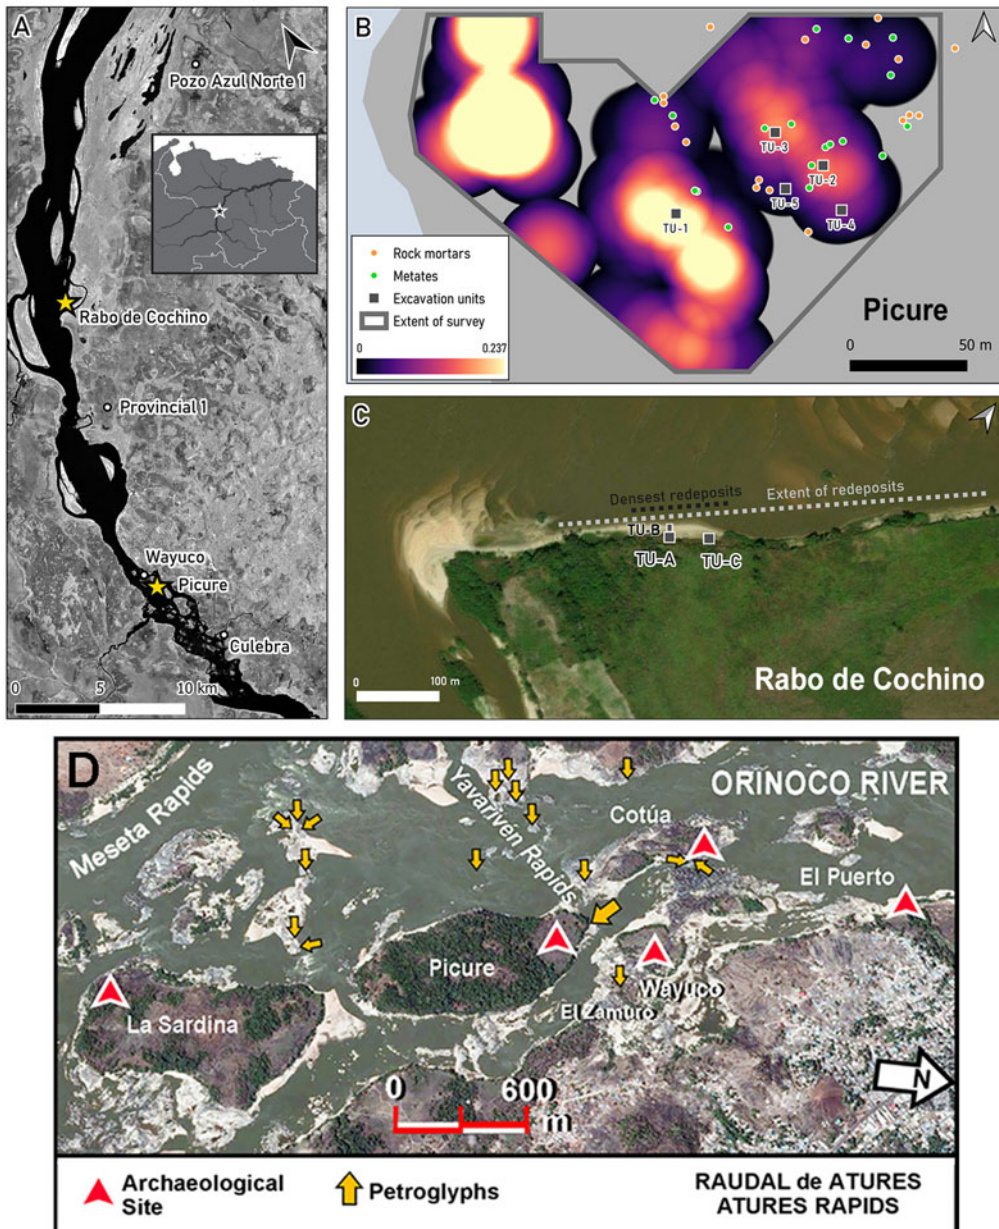 A
Pozo Azul Norte 1
Rabo de Cochino
Provincial 1
Wayuco
Picure
Culebra
0 5 10 km
B
TU-3
TU-2
TU-5
TU-4
TU-1
Rock mortars
Metates
Excavation units
Extent of survey
0 0.237
Picure
0 50 m
C
Densest redeposits
Extent of redeposits
TU-B
TU-A
TU-C
0 100 m
Rabo de Cochino
D
Meseta Rapids
Yavarivén Rapids
ORINOCO RIVER
Cotúa
El Puerto
Picure
Wayuco
El Zamuro
La Sardina
0 600
m
N
Archaeological
Site
Petroglyphs
RAUDAL de ATURES
ATURES RAPIDS